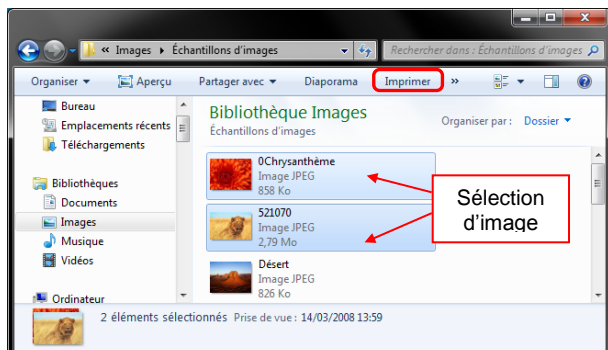 « Images ▸ Échantillons d'images
Rechercher dans : Échantillons d'images
Organiser ▾ Aperçu Partager avec ▾ Diaporama Imprimer »
Bureau
Emplacements récents
Téléchargements
Bibliothèques
Documents
Images
Musique
Vidéos
Ordinateur
Bibliothèque Images
Échantillons d'images
Organiser par : Dossier ▾
0Chrysanthème
Image JPEG
858 Ko
521070
Image JPEG
2,79 Mo
Désert
Image JPEG
826 Ko
Sélection
d'image
2 éléments sélectionnés Prise de vue : 14/03/2008 13:59